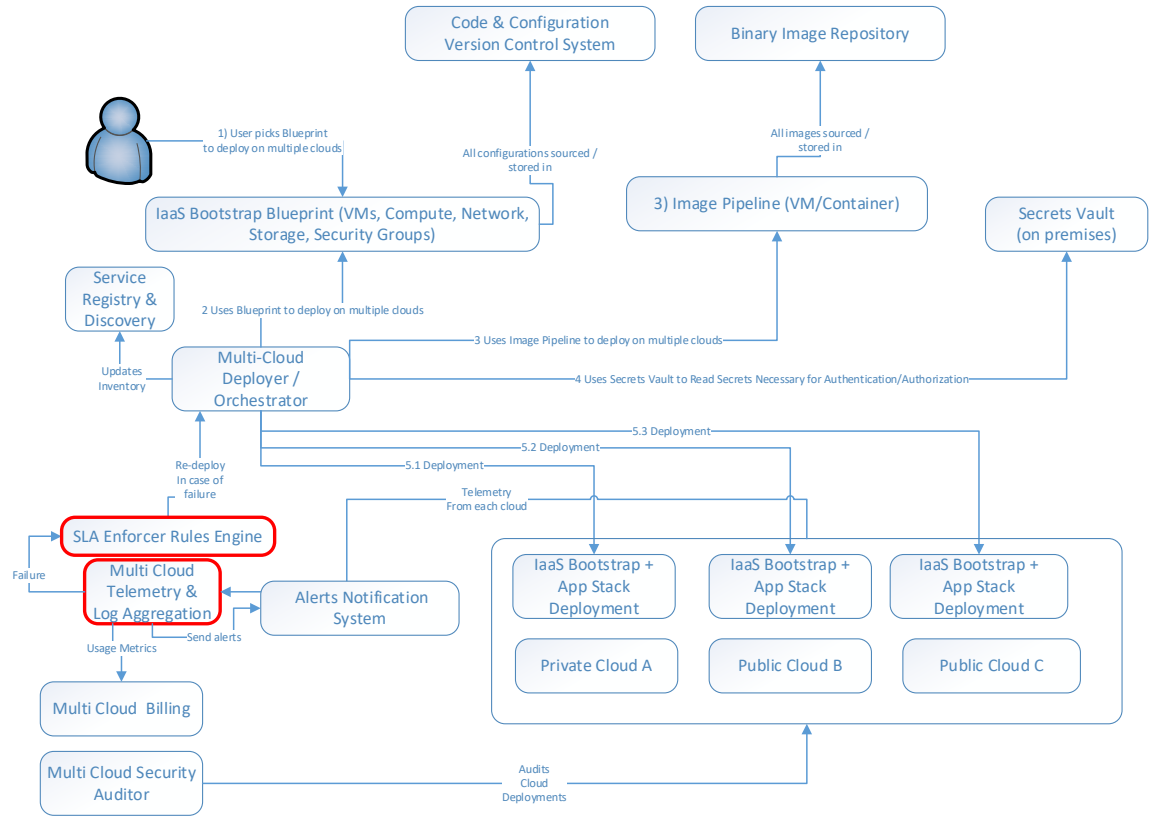 Code & Configuration
Version Control System
Binary Image Repository
1) User picks Blueprint
to deploy on multiple clouds
All configurations sourced /
stored in
All images sourced /
stored in
IaaS Bootstrap Blueprint (VMs, Compute, Network,
Storage, Security Groups)
3) Image Pipeline (VM/Container)
Secrets Vault
(on premises)
Service
Registry &
Discovery
2 Uses Blueprint to deploy on multiple clouds
3 Uses Image Pipeline to deploy on multiple clouds
Updates
Inventory
Multi-Cloud
Deployer /
Orchestrator
4 Uses Secrets Vault to Read Secrets Necessary for Authentication/Authorization
5.3 Deployment
5.2 Deployment
5.1 Deployment
Re-deploy
In case of
failure
Telemetry
From each cloud
SLA Enforcer Rules Engine
Failure
Multi Cloud
Telemetry &
Log Aggregation
Alerts Notification
System
Send alerts
Usage Metrics
IaaS Bootstrap +
App Stack
Deployment
IaaS Bootstrap +
App Stack
Deployment
IaaS Bootstrap +
App Stack
Deployment
Private Cloud A
Public Cloud B
Public Cloud C
Multi Cloud Billing
Multi Cloud Security
Auditor
Audits
Cloud
Deployments